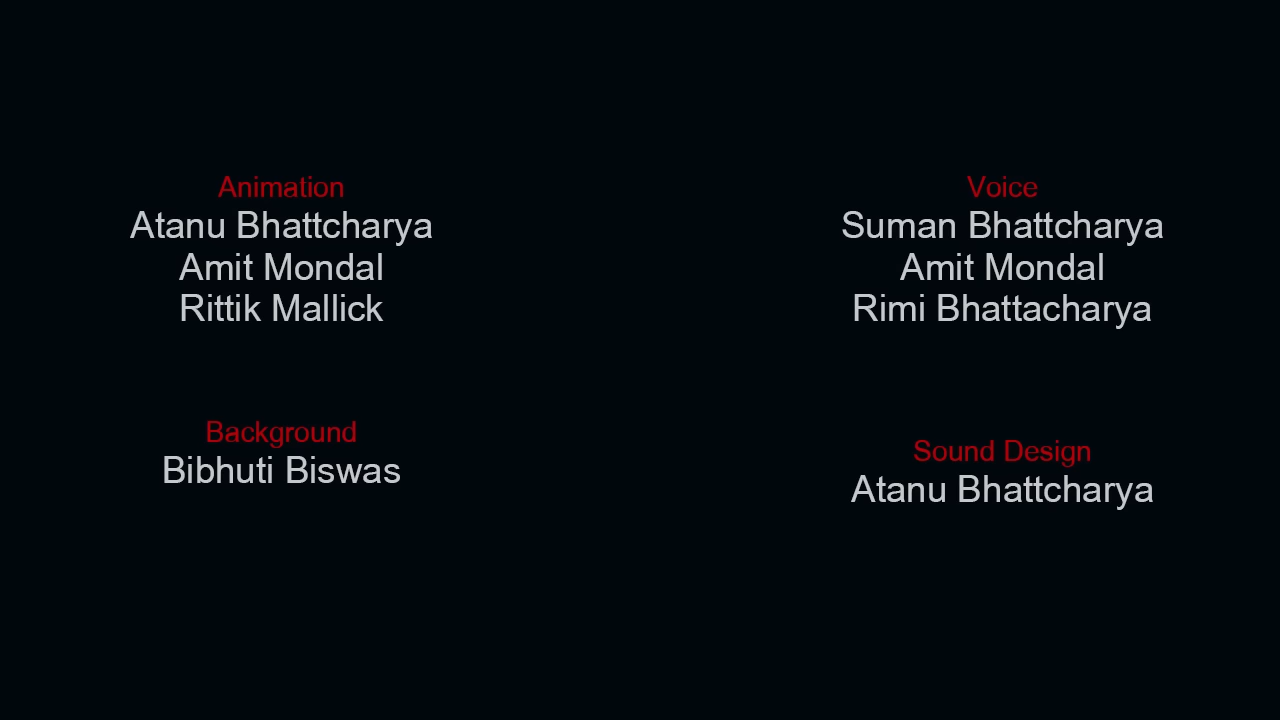 Animation
Atanu Bhattcharya
Amit Mondal
Rittik Mallick
Background
Bibhuti Biswas
Voice
Suman Bhattcharya
Amit Mondal
Rimi Bhattacharya
Sound Design
Atanu Bhattcharya